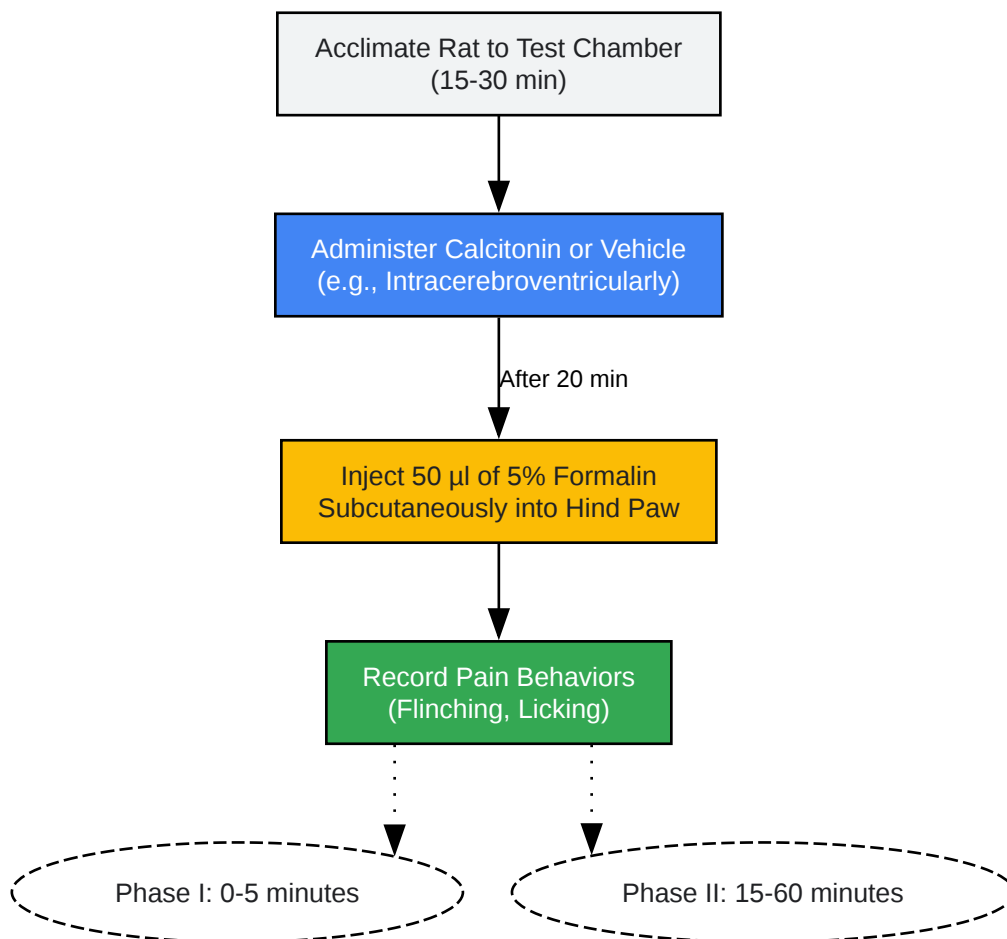 Acclimate Rat to Test Chamber
(15-30 min)
Administer Calcitonin or Vehicle
(e.g., Intracerebroventricularly)
After 20 min
Inject 50 µl of 5% Formalin
Subcutaneously into Hind Paw
Record Pain Behaviors
(Flinching, Licking)
Phase I: 0-5 minutes
Phase II: 15-60 minutes